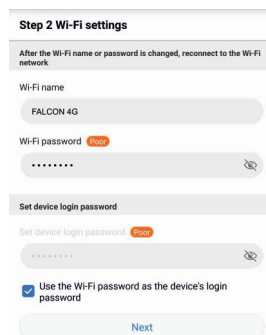 Step 2 Wi-Fi settings
After the Wi-Fi name or password is changed, reconnect to the Wi-Fi
network
Wi-Fi name
FALCON 4G
Wi-Fi password Poor
••••••••
Set device login password
Set device login password Poor
••••••••
Use the Wi-Fi password as the device's login
password
Next